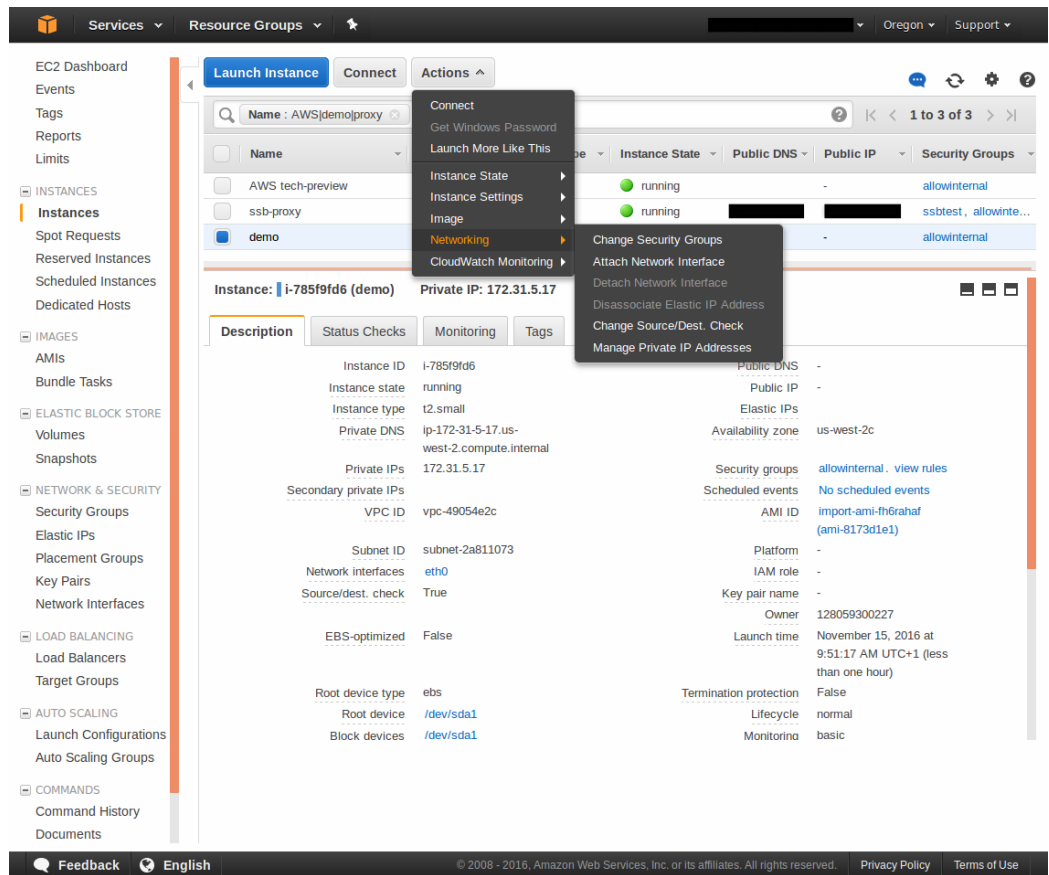 Services Resource Groups Oregon Support
EC2 Dashboard
Events
Tags
Reports
Limits
INSTANCES
Instances
Spot Requests
Reserved Instances
Scheduled Instances
Dedicated Hosts
IMAGES
AMIs
Bundle Tasks
ELASTIC BLOCK STORE
Volumes
Snapshots
NETWORK & SECURITY
Security Groups
Elastic IPs
Placement Groups
Key Pairs
Network Interfaces
LOAD BALANCING
Load Balancers
Target Groups
AUTO SCALING
Launch Configurations
Auto Scaling Groups
COMMANDS
Command History
Documents
Launch Instance Connect Actions
Name : AWS|demo|proxy 1 to 3 of 3
Name Instance State Public DNS Public IP Security Groups
AWS tech-preview running - allowinternal
ssb-proxy running ssbtest, allowinte...
demo - allowinternal
Connect
Get Windows Password
Launch More Like This
Instance State
Instance Settings
Image
Networking
CloudWatch Monitoring
Change Security Groups
Attach Network Interface
Detach Network Interface
Disassociate Elastic IP Address
Change Source/Dest. Check
Manage Private IP Addresses
Instance: i-785f9fd6 (demo) Private IP: 172.31.5.17
Description Status Checks Monitoring Tags
Instance ID i-785f9fd6
Instance state running
Instance type t2.small
Private DNS ip-172-31-5-17.us-
west-2.compute.internal
Private IPs 172.31.5.17
Secondary private IPs
VPC ID vpc-49054e2c
Subnet ID subnet-2a811073
Network interfaces eth0
Source/dest. check True
EBS-optimized False
Root device type ebs
Root device /dev/sda1
Block devices /dev/sda1
Public DNS -
Public IP -
Elastic IPs
Availability zone us-west-2c
Security groups allowinternal. view rules
Scheduled events No scheduled events
AMI ID import-ami-fh6rahaf
(ami-8173d1e1)
Platform -
IAM role -
Key pair name -
Owner 128059300227
Launch time November 15, 2016 at
9:51:17 AM UTC+1 (less
than one hour)
Termination protection False
Lifecycle normal
Monitoring basic
Feedback English © 2008 - 2016, Amazon Web Services, Inc. or its affiliates. All rights reserved. Privacy Policy Terms of Use